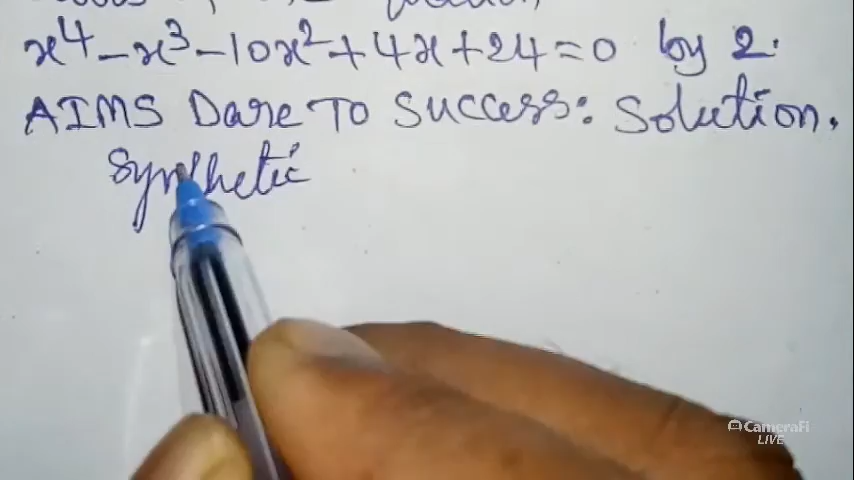 x⁴-x³-10x²+4x+24=0 by 2.
AIMS Dare To Success: Solution.
Synthetic
CameraFi
LIVE